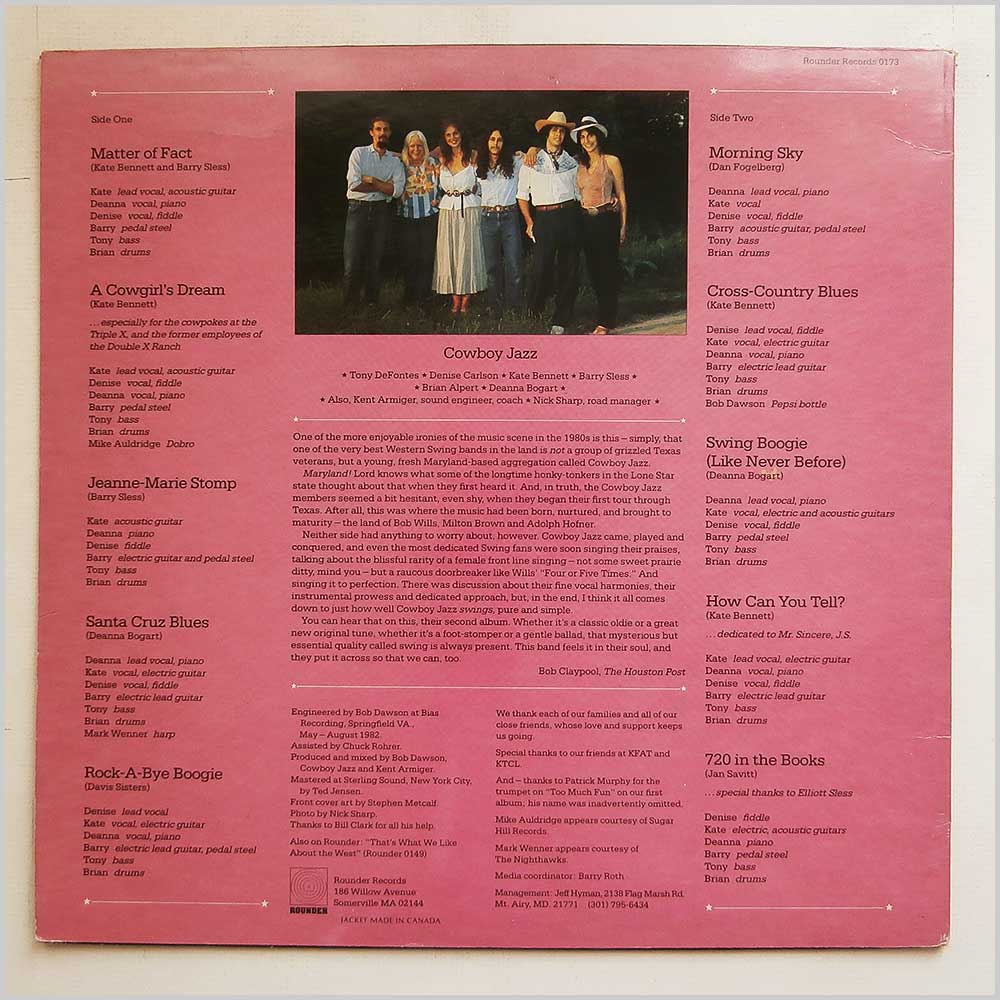 Rounder Records 0173
Side One
Matter of Fact
(Kate Bennett and Barry Sless)
Kate lead vocal, acoustic guitar
Deanna vocal, piano
Denise vocal, fiddle
Barry pedal steel
Tony bass
Brian drums
A Cowgirl's Dream
(Kate Bennett)
...especially for the cowpokes at the
Triple X, and the former employees of
the Double X Ranch
Kate lead vocal, acoustic guitar
Denise vocal, fiddle
Deanna vocal, piano
Barry pedal steel
Tony bass
Brian drums
Mike Auldridge Dobro
Jeanne-Marie Stomp
(Barry Sless)
Kate acoustic guitar
Deanna piano
Denise fiddle
Barry electric guitar and pedal steel
Tony bass
Brian drums
Santa Cruz Blues
(Deanna Bogart)
Deanna lead vocal, piano
Kate vocal, electric guitar
Denise vocal, fiddle
Barry electric lead guitar
Tony bass
Brian drums
Mark Wenner harp
Rock-A-Bye Boogie
(Davis Sisters)
Denise lead vocal
Kate vocal, electric guitar
Deanna vocal, piano
Barry electric lead guitar, pedal steel
Tony bass
Brian drums
Cowboy Jazz
★ Tony DeFontes ★ Denise Carlson ★ Kate Bennett ★ Barry Sless ★
★ Brian Alpert ★ Deanna Bogart ★
★ Also, Kent Armiger, sound engineer, coach ★ Nick Sharp, road manager ★
One of the more enjoyable ironies of the music scene in the 1980s is this – simply, that
one of the very best Western Swing bands in the land is not a group of grizzled Texas
veterans, but a young, fresh Maryland-based aggregation called Cowboy Jazz.
Maryland! Lord knows what some of the longtime honky-tonkers in the Lone Star
state thought about that when they first heard it. And, in truth, the Cowboy Jazz
members seemed a bit hesitant, even shy, when they began their first tour through
Texas. After all, this was where the music had been born, nurtured, and brought to
maturity – the land of Bob Wills, Milton Brown and Adolph Hofner.
Neither side had anything to worry about, however. Cowboy Jazz came, played and
conquered, and even the most dedicated Swing fans were soon singing their praises,
talking about the blissful rarity of a female front line singing – not some sweet prairie
ditty, mind you – but a raucous doorbreaker like Wills' "Four or Five Times." And
singing it to perfection. There was discussion about their fine vocal harmonies, their
instrumental prowess and dedicated approach, but, in the end, I think it all comes
down to just how well Cowboy Jazz swings, pure and simple.
You can hear that on this, their second album. Whether it's a classic oldie or a great
new original tune, whether it's a foot-stomper or a gentle ballad, that mysterious but
essential quality called swing is always present. This band feels it in their soul, and
they put it across so that we can, too.
Bob Claypool, The Houston Post
Engineered by Bob Dawson at Bias
Recording, Springfield VA.,
May – August 1982.
Assisted by Chuck Rohrer.
Produced and mixed by Bob Dawson,
Cowboy Jazz and Kent Armiger.
Mastered at Sterling Sound, New York City,
by Ted Jensen.
Front cover art by Stephen Metcalf.
Photo by Nick Sharp.
Thanks to Bill Clark for all his help.
Also on Rounder: "That's What We Like
About the West" (Rounder 0149)
ROUNDER
Rounder Records
186 Willow Avenue
Somerville MA 02144
JACKET MADE IN CANADA
We thank each of our families and all of our
close friends, whose love and support keeps
us going.
Special thanks to our friends at KFAT and
KTCL.
And – thanks to Patrick Murphy for the
trumpet on "Too Much Fun" on our first
album; his name was inadvertently omitted.
Mike Auldridge appears courtesy of Sugar
Hill Records.
Mark Wenner appears courtesy of
The Nighthawks.
Media coordinator: Barry Roth
Management: Jeff Hyman, 2138 Flag Marsh Rd.
Mt. Airy, MD. 21771 (301) 795-6434
Side Two
Morning Sky
(Dan Fogelberg)
Deanna lead vocal, piano
Kate vocal
Denise vocal, fiddle
Barry acoustic guitar, pedal steel
Tony bass
Brian drums
Cross-Country Blues
(Kate Bennett)
Denise lead vocal, fiddle
Kate vocal, electric guitar
Deanna vocal, piano
Barry electric lead guitar
Tony bass
Brian drums
Bob Dawson Pepsi bottle
Swing Boogie
(Like Never Before)
(Deanna Bogart)
Deanna lead vocal, piano
Kate vocal, electric and acoustic guitars
Denise vocal, fiddle
Barry pedal steel
Tony bass
Brian drums
How Can You Tell?
(Kate Bennett)
...dedicated to Mr. Sincere, J.S.
Kate lead vocal, electric guitar
Deanna vocal, piano
Denise vocal, fiddle
Barry electric lead guitar
Tony bass
Brian drums
720 in the Books
(Jan Savitt)
...special thanks to Elliott Sless
Denise fiddle
Kate electric, acoustic guitars
Deanna piano
Barry pedal steel
Tony bass
Brian drums